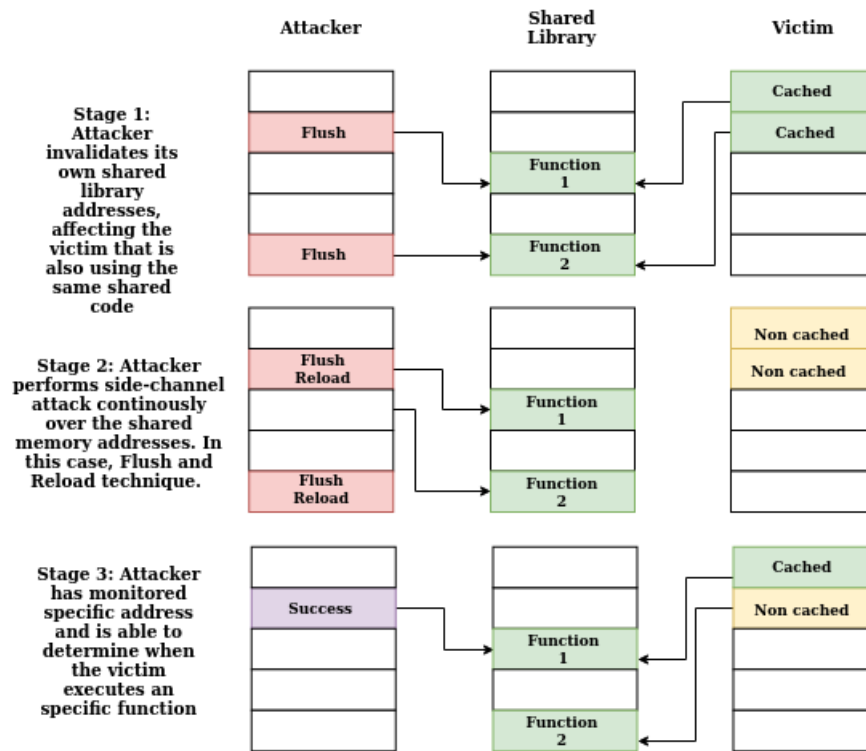 Attacker
Shared
Library
Victim
Stage 1:
Attacker
invalidates its
own shared
library
addresses,
affecting the
victim that is
also using the
same shared
code
Flush
Flush
Function
1
Function
2
Cached
Cached
Stage 2: Attacker
performs side-channel
attack continously
over the shared
memory addresses. In
this case, Flush and
Reload technique.
Flush
Reload
Flush
Reload
Function
1
Function
2
Non cached
Non cached
Stage 3: Attacker
has monitored
specific address
and is able to
determine when
the victim
executes an
specific function
Success
Function
1
Function
2
Cached
Non cached